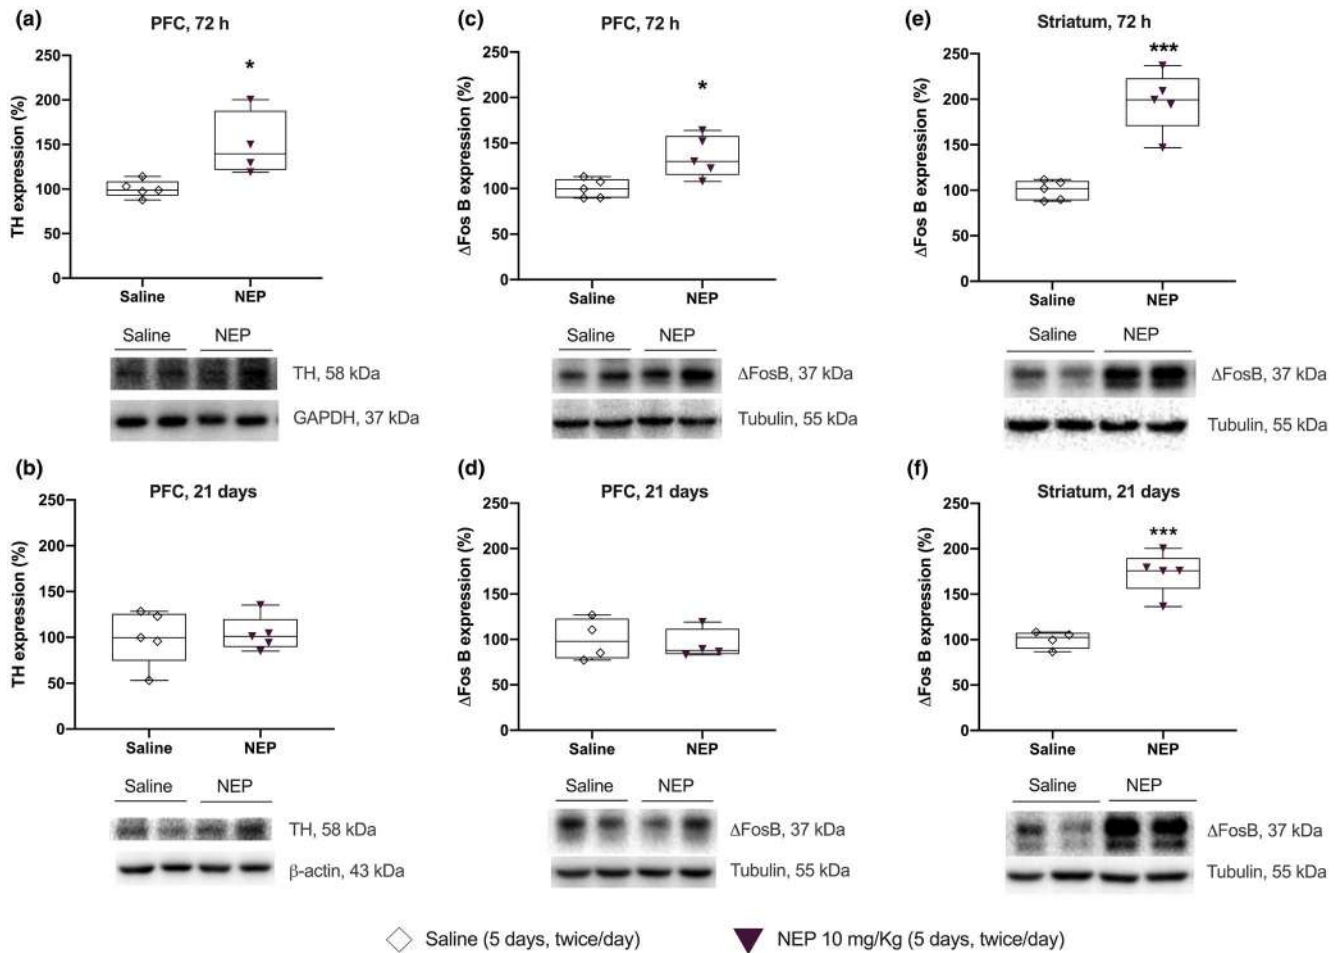 (a)
PFC, 72 h
TH expression (%)
250
200
150
100
50
0
*
Saline
NEP
Saline
NEP
TH, 58 kDa
GAPDH, 37 kDa
(c)
PFC, 72 h
ΔFos B expression (%)
250
200
150
100
50
0
*
Saline
NEP
Saline
NEP
ΔFosB, 37 kDa
Tubulin, 55 kDa
(e)
Striatum, 72 h
ΔFos B expression (%)
250
200
150
100
50
0
***
Saline
NEP
Saline
NEP
ΔFosB, 37 kDa
Tubulin, 55 kDa
(b)
PFC, 21 days
TH expression (%)
250
200
150
100
50
0
Saline
NEP
Saline
NEP
TH, 58 kDa
β-actin, 43 kDa
(d)
PFC, 21 days
ΔFos B expression (%)
250
200
150
100
50
0
Saline
NEP
Saline
NEP
ΔFosB, 37 kDa
Tubulin, 55 kDa
(f)
Striatum, 21 days
ΔFos B expression (%)
250
200
150
100
50
0
***
Saline
NEP
Saline
NEP
ΔFosB, 37 kDa
Tubulin, 55 kDa
Saline (5 days, twice/day)
NEP 10 mg/Kg (5 days, twice/day)